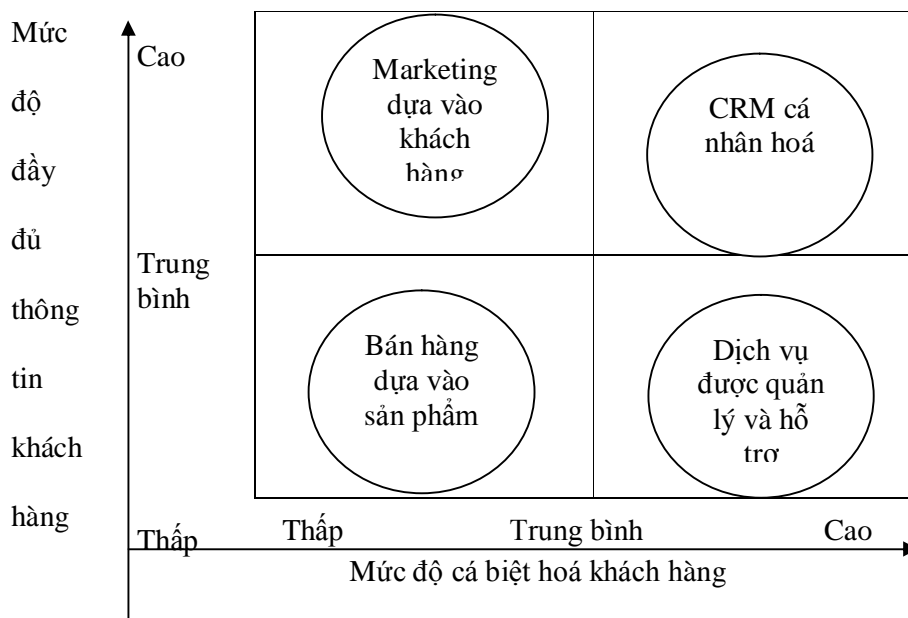 Mức
độ
đầy
đủ
thông
tin
khách
hàng
Cao
Trung
bình
Thấp
Marketing
dựa vào
khách
hàng
CRM cá
nhân hoá
Bán hàng
dựa vào
sản phẩm
Dịch vụ
được quản
lý và hỗ
trợ
Thấp Trung bình Cao
Mức độ cá biệt hoá khách hàng